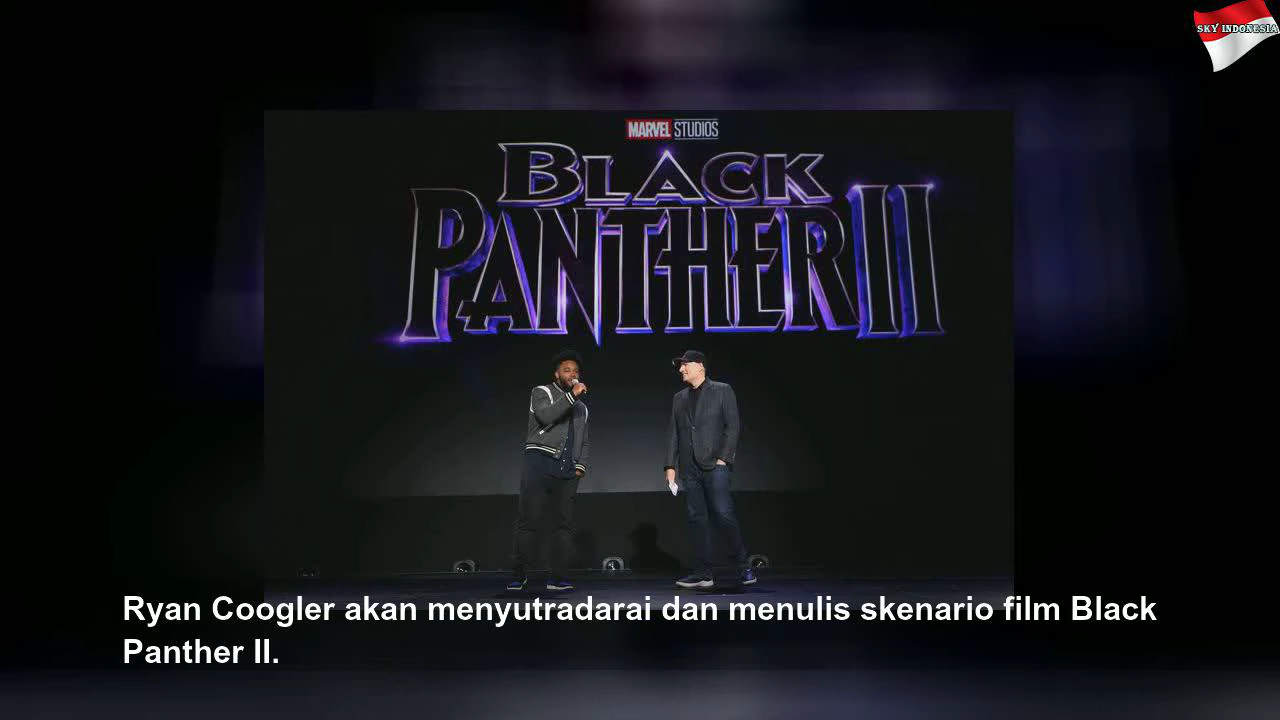 SKY INDONESIA
MARVEL STUDIOS
BLACK
PANTHER II
Ryan Coogler akan menyutradarai dan menulis skenario film Black
Panther II.